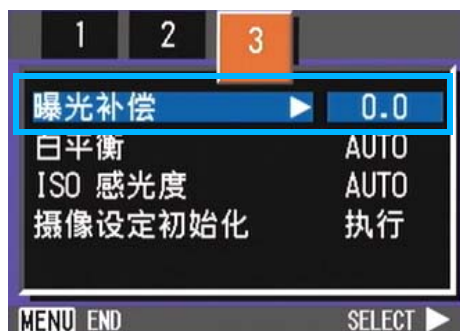 1 2 3
曝光补偿 ▶ 0.0
白平衡 AUTO
ISO 感光度 AUTO
摄像设定初始化 执行
MENU END SELECT ▶